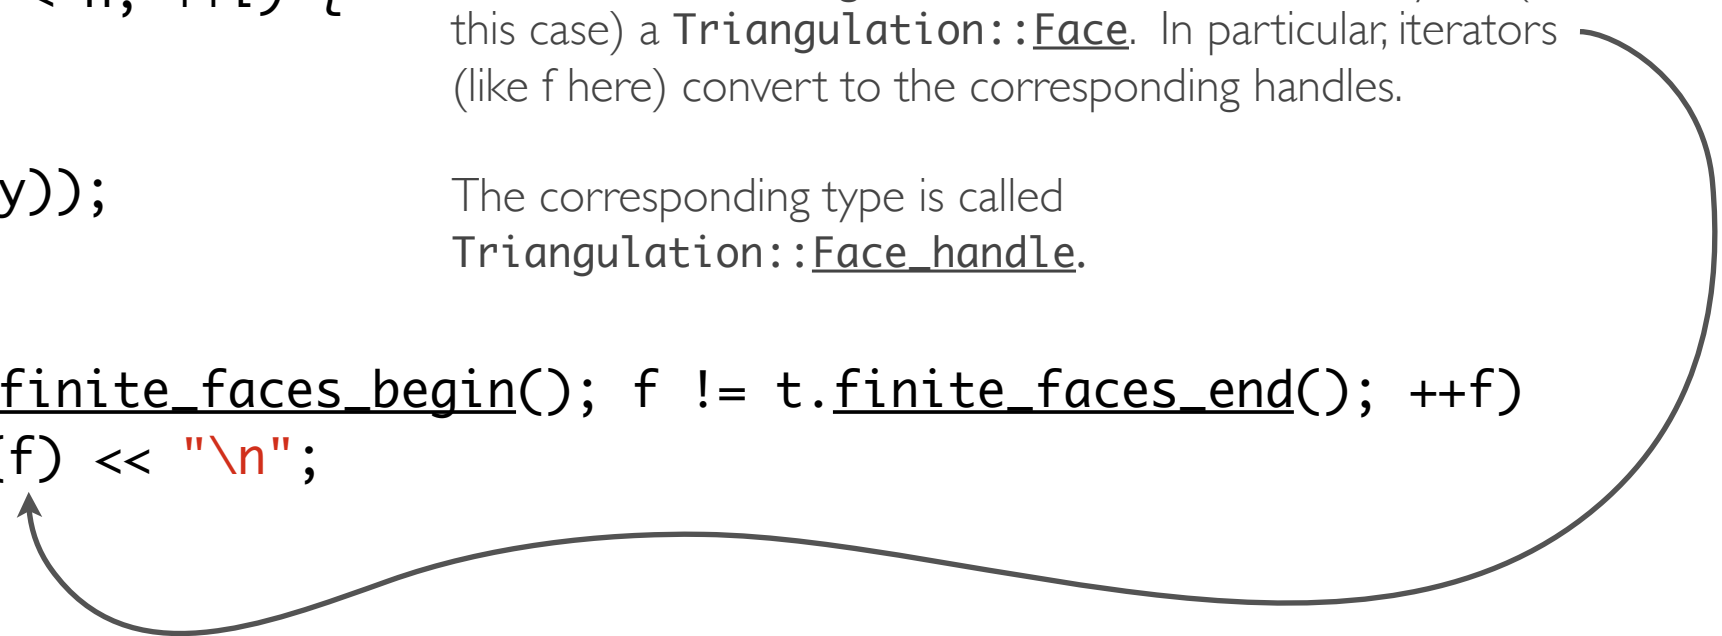 < n; ++i) {
this case) a Triangulation::Face. In particular, iterators
(like f here) convert to the corresponding handles.
y));
The corresponding type is called
Triangulation::Face_handle.
finite_faces_begin(); f != t.finite_faces_end(); ++f)
(f) << "\n";